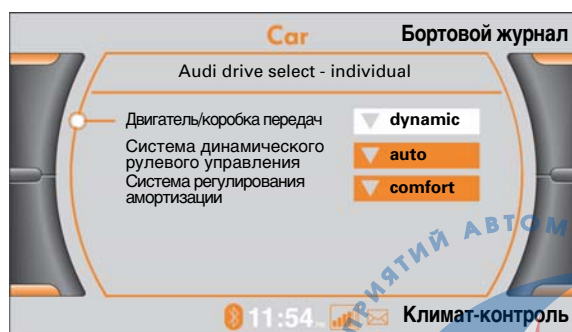 Car
Бортовой журнал
Audi drive select - individual
Двигатель/коробка передач
dynamic
Система динамического
рулевого управления
auto
Система регулирования
амортизации
comfort
11:54
Климат-контроль